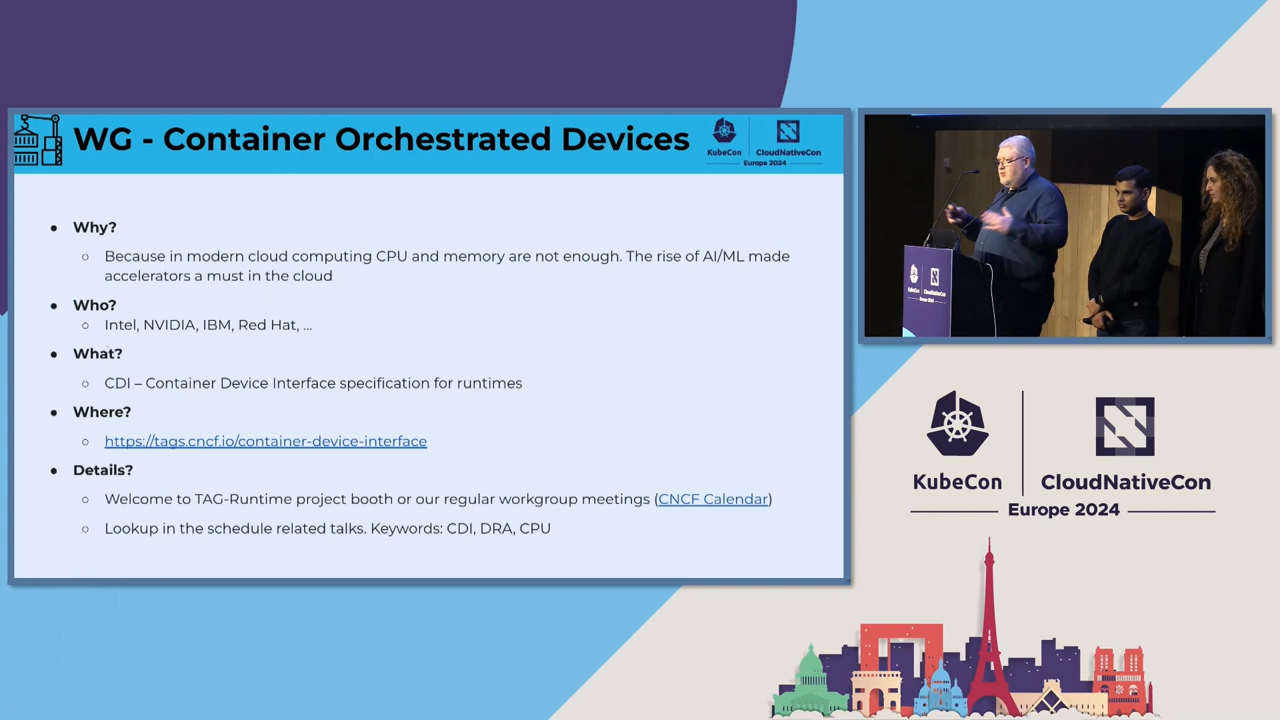 WG - Container Orchestrated Devices
KubeCon
CloudNativeCon
Europe 2024
Why?
Because in modern cloud computing CPU and memory are not enough. The rise of AI/ML made
accelerators a must in the cloud
Who?
Intel, NVIDIA, IBM, Red Hat, ...
What?
CDI – Container Device Interface specification for runtimes
Where?
https://tags.cncf.io/container-device-interface
Details?
Welcome to TAG-Runtime project booth or our regular workgroup meetings (CNCF Calendar)
Lookup in the schedule related talks. Keywords: CDI, DRA, CPU
KubeCon
CloudNativeCon
Europe 2024
KubeCon
CloudNativeCon
Europe 2024